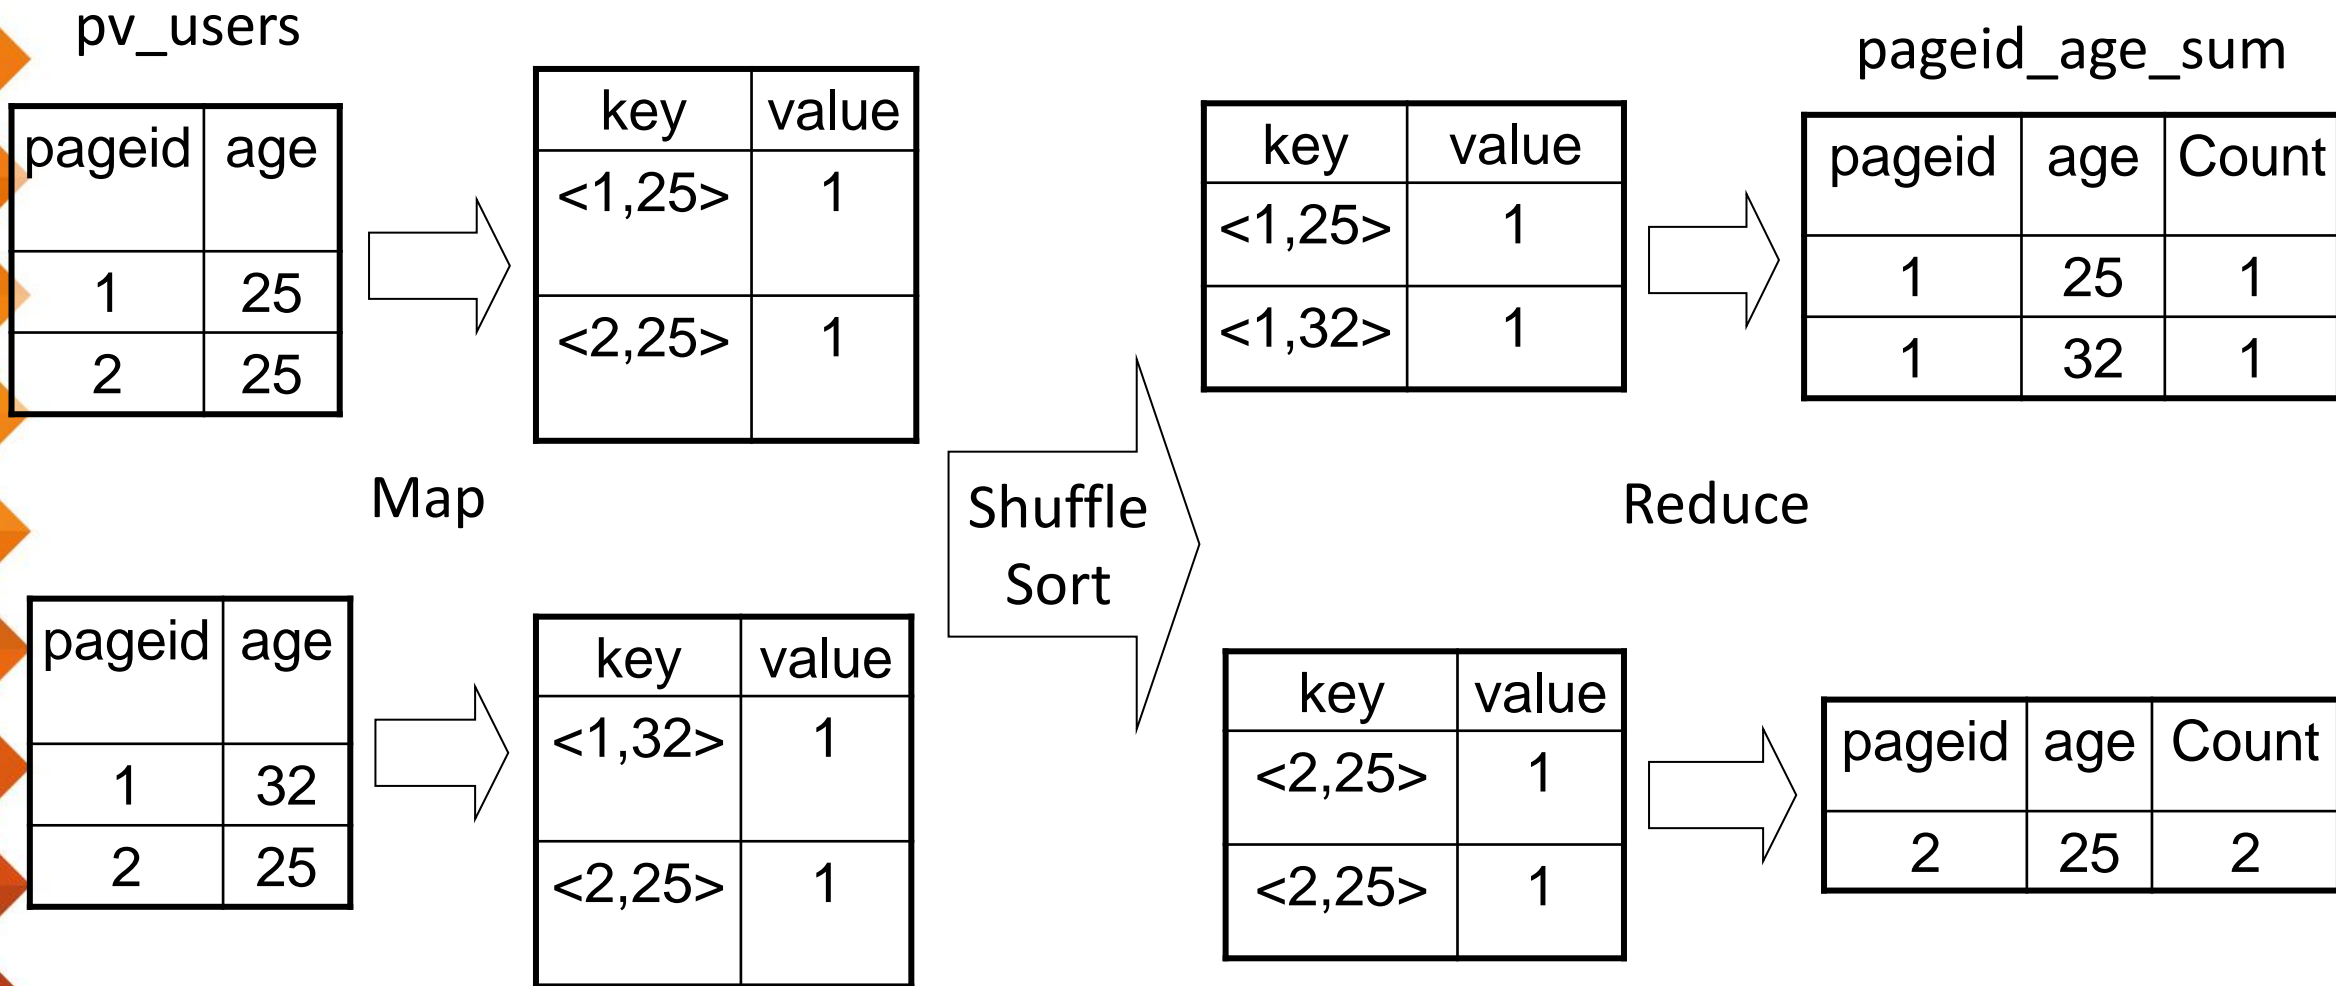 pv_users
pageid age
1 25
2 25
key value
<1,25> 1
<2,25> 1
Map
pageid age
1 32
2 25
key value
<1,32> 1
<2,25> 1
Shuffle
Sort
key value
<1,25> 1
<1,32> 1
key value
<2,25> 1
<2,25> 1
Reduce
pageid_age_sum
pageid age Count
1 25 1
1 32 1
pageid age Count
2 25 2